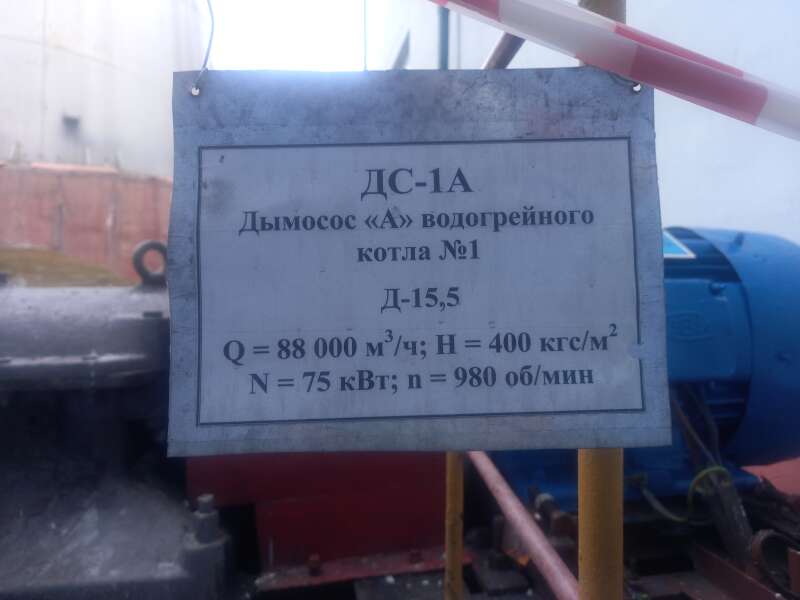 ДС-1А
Дымосос «А» водогрейного
котла №1
Д-15,5
Q = 88 000 м³/ч; H = 400 кгс/м²
N = 75 кВт; n = 980 об/мин